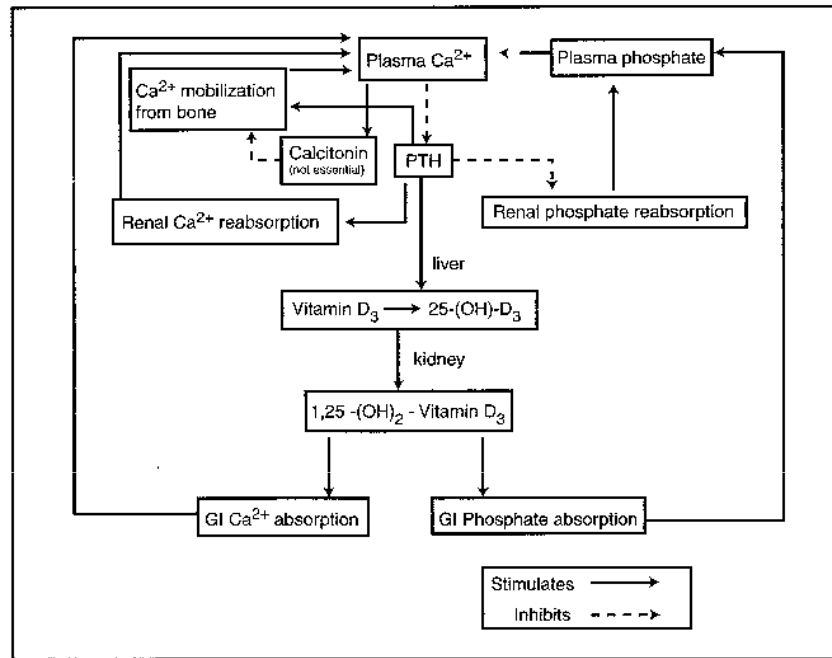 Plasma Ca²⁺
Plasma phosphate
Ca²⁺ mobilization
from bone
Calcitonin
(not essential)
PTH
Renal Ca²⁺ reabsorption
Renal phosphate reabsorption
liver
Vitamin D₃ → 25-(OH)-D₃
kidney
1,25 -(OH)₂ - Vitamin D₃
GI Ca²⁺ absorption
GI Phosphate absorption
Stimulates
Inhibits